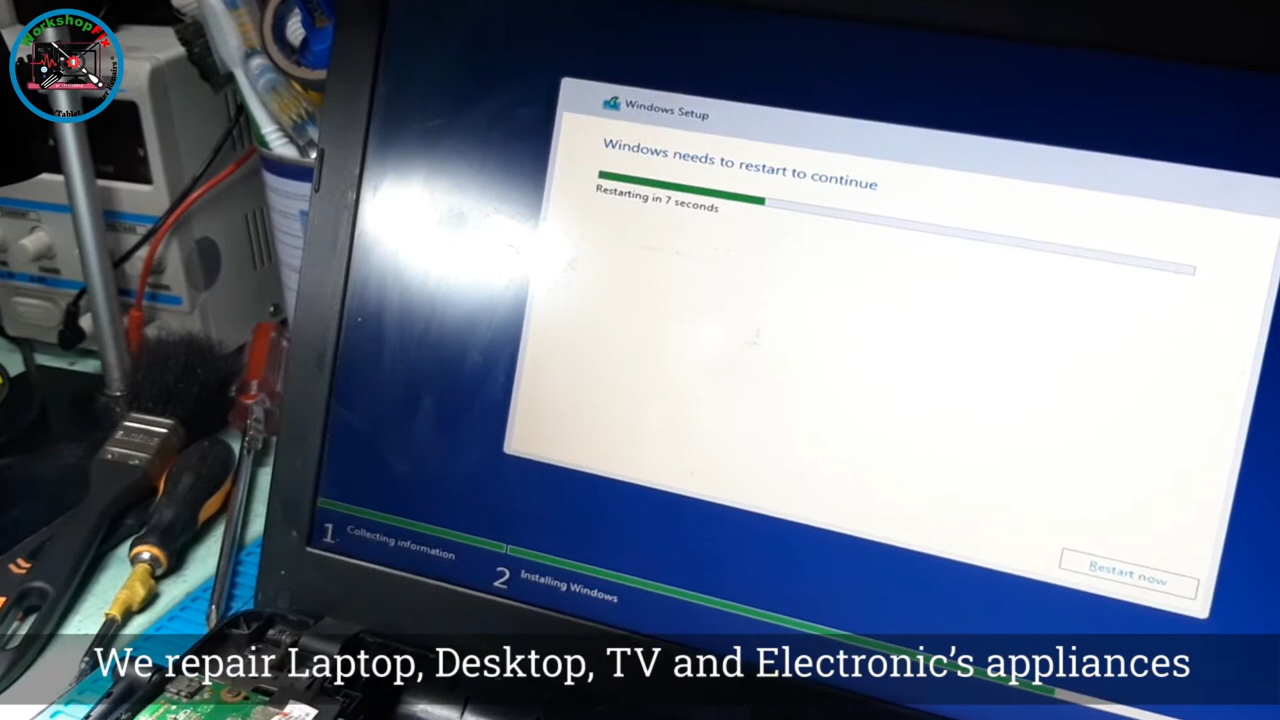 WorkshopFix
Tablet
Windows Setup
Windows needs to restart to continue
Restarting in 7 seconds
Restart now
1. Collecting information
2 Installing Windows
We repair Laptop, Desktop, TV and Electronic’s appliances